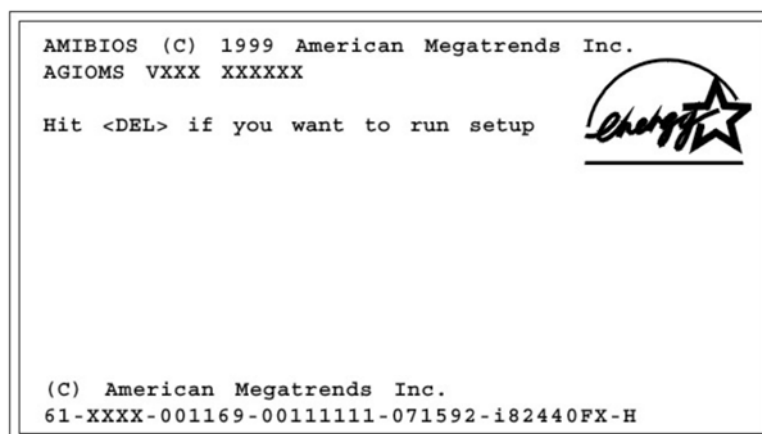 AMIBIOS (C) 1999 American Megatrends Inc.
AGIOMS VXXX XXXXXX
Hit <DEL> if you want to run setup
energy
(C) American Megatrends Inc.
61-XXXX-001169-00111111-071592-i82440FX-H